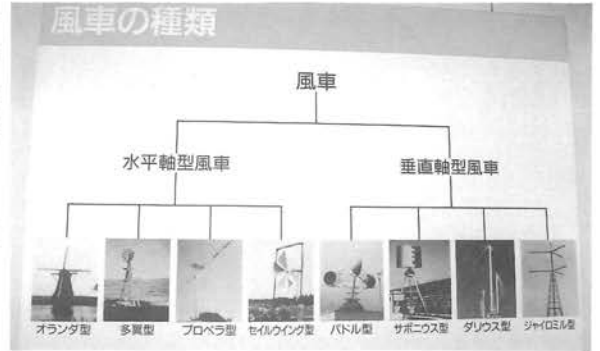 風車の種類
風車
水平軸型風車
垂直軸型風車
オランダ型
多翼型
プロペラ型
セイルウイング型
パドル型
サボニウス型
ダリウス型
ジャイロミル型